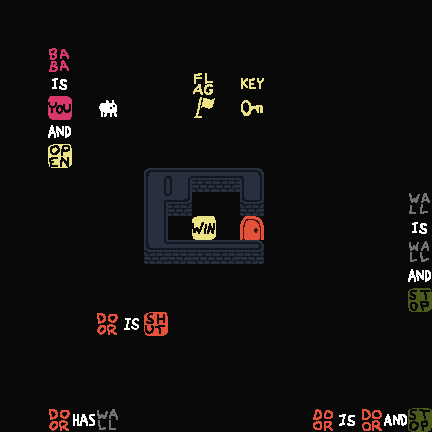 BABA
IS
YOU
AND
OPEN
FLAG KEY
WIN
WALL
IS
WALL
AND
STOP
DOOR IS SHUT
DOOR HAS WALL
DOOR IS DOOR AND STOP